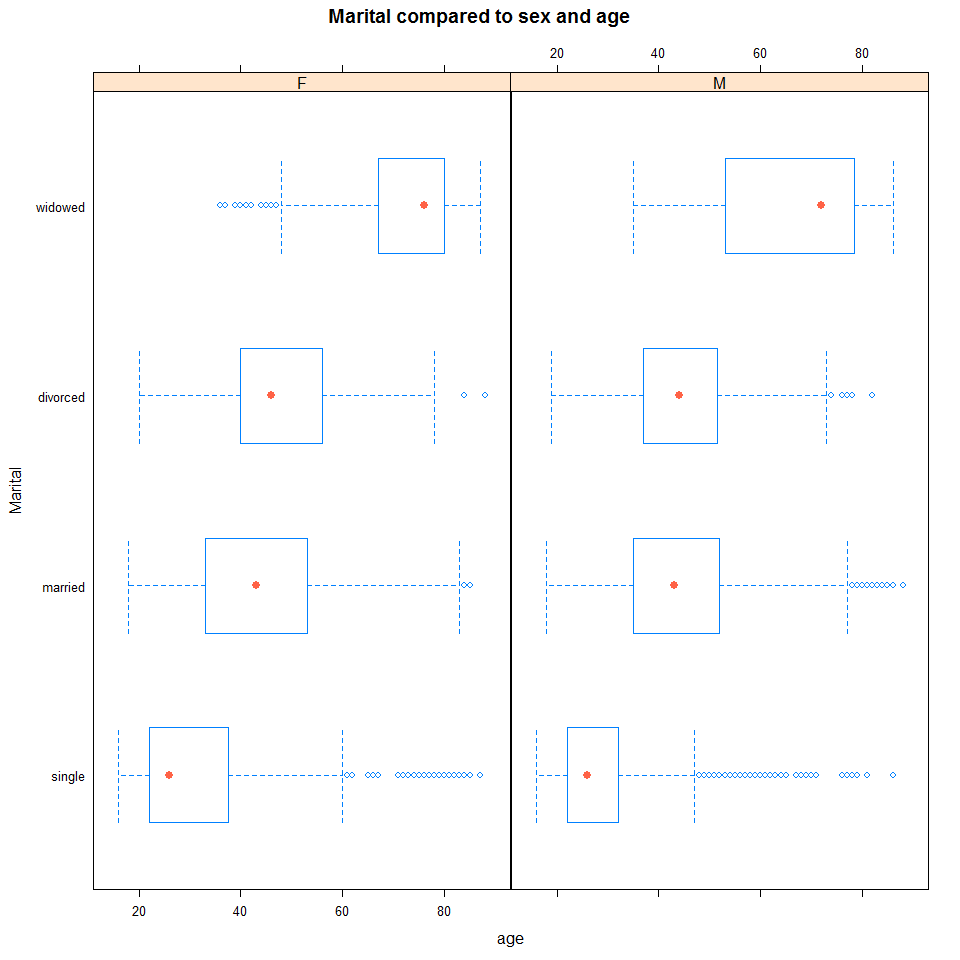 Marital compared to sex and age
20 40 60 80
F M
widowed
divorced
Marital
married
single
20 40 60 80
age